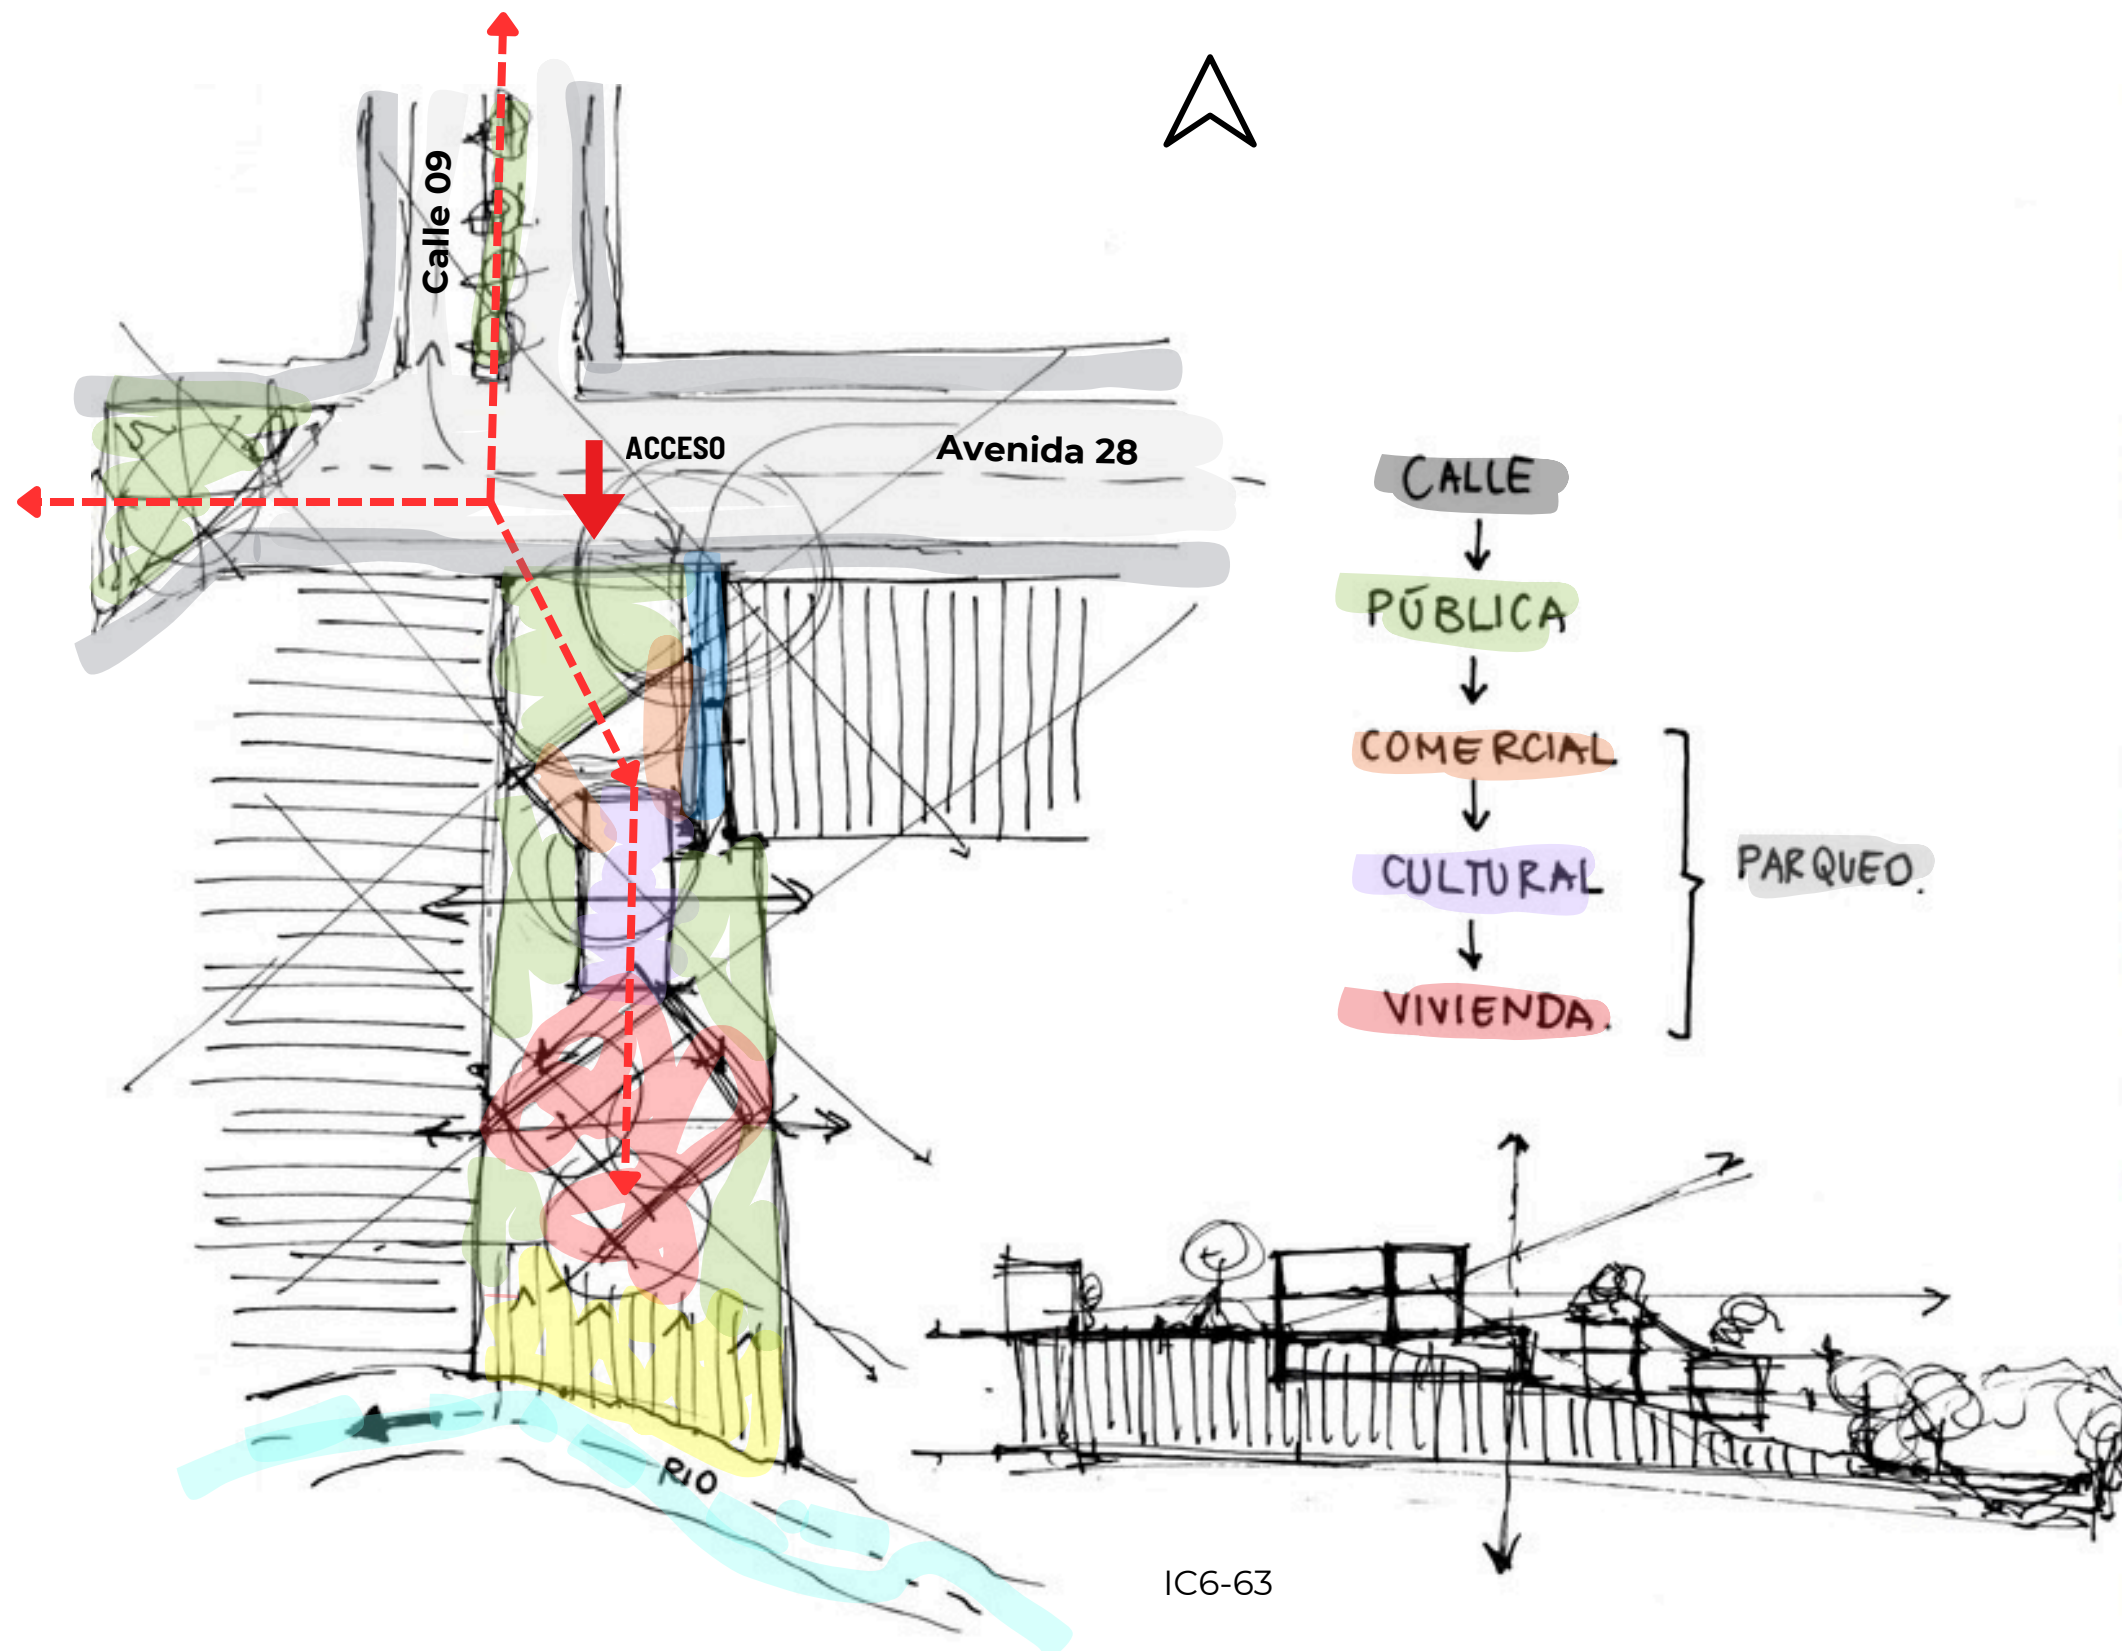 Calle 09
ACCESO
Avenida 28
CALLE
PÚBLICA
COMERCIAL
CULTURAL
PARQUEO.
VIVIENDA.
RIO
IC6-63